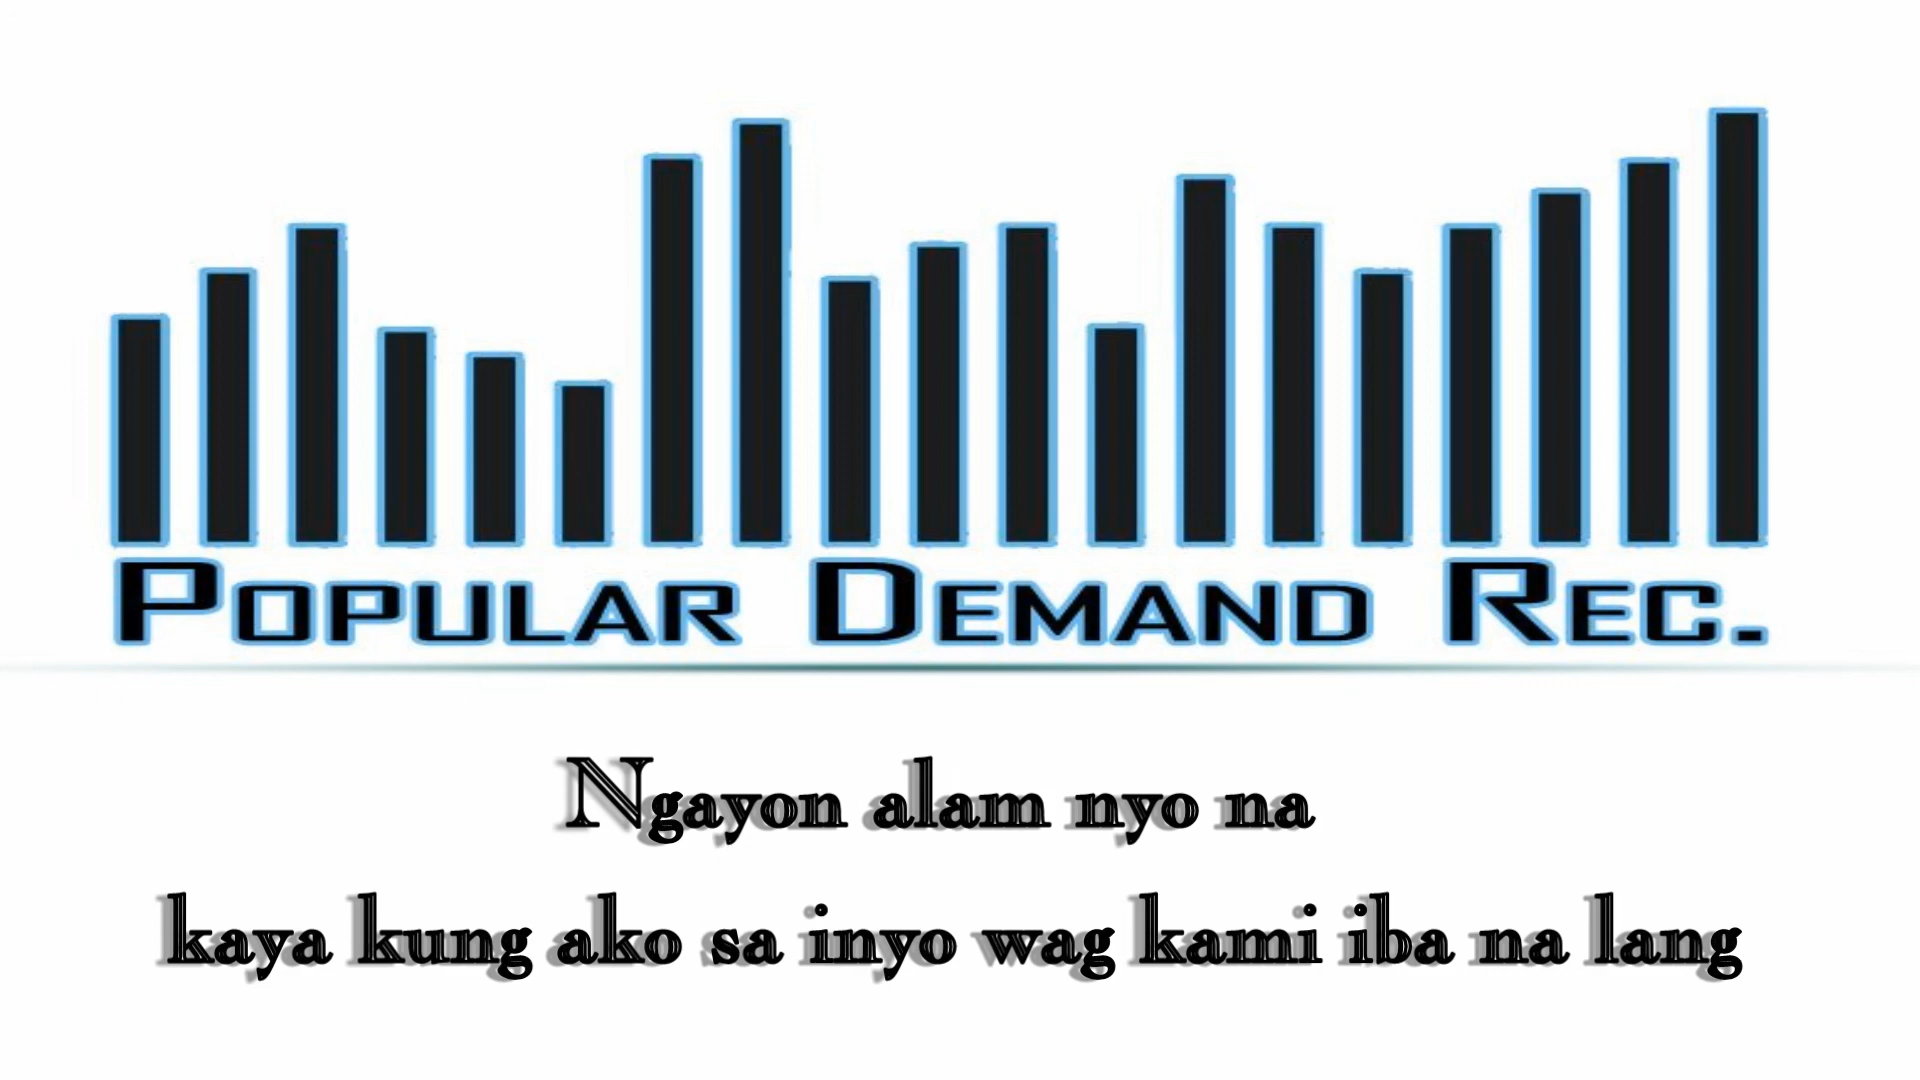 Popular Demand Rec.
Ngayon alam nyo na
kaya kung ako sa inyo wag kami iba na lang